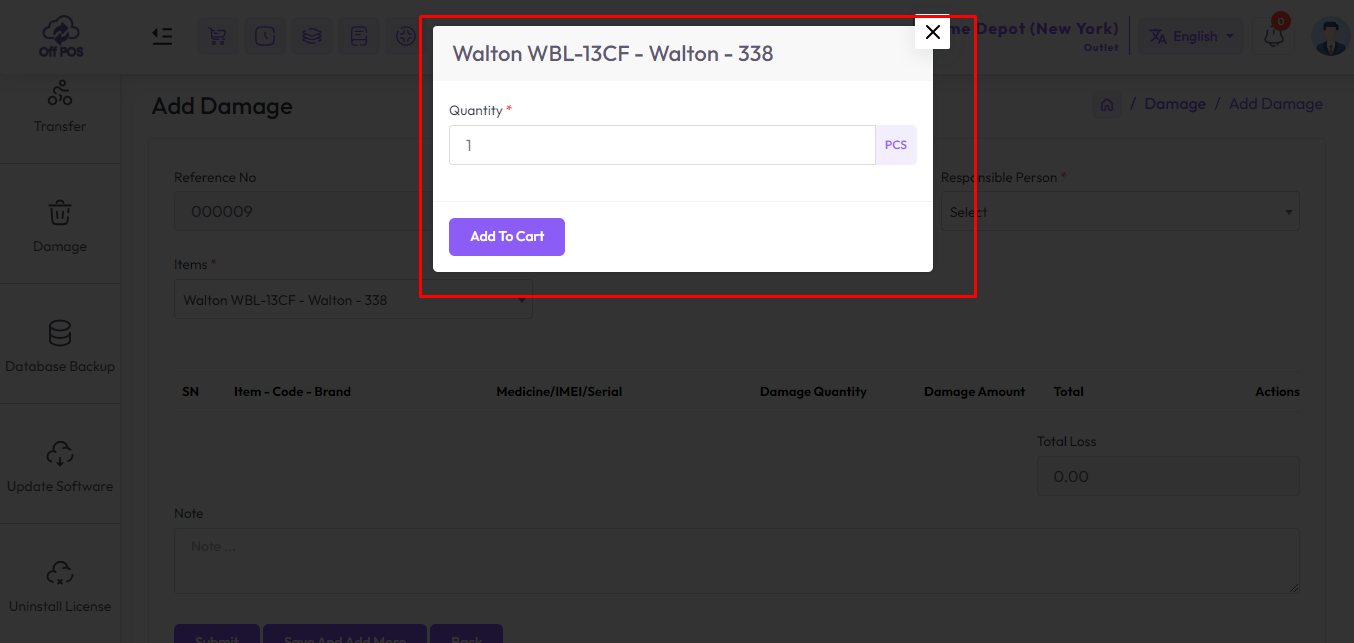 Off POS
me Depot (New York)
Outlet
English
0
Walton WBL-13CF - Walton - 338
Quantity *
1
PCS
Add To Cart
Transfer
Damage
Database Backup
Update Software
Uninstall License
Add Damage
/ Damage / Add Damage
Reference No
000009
Responsible Person *
Select
Items *
Walton WBL-13CF - Walton - 338
SN Item - Code - Brand Medicine/IMEI/Serial Damage Quantity Damage Amount Total Actions
Total Loss
0.00
Note
Note ...
Submit Save And Add More Back